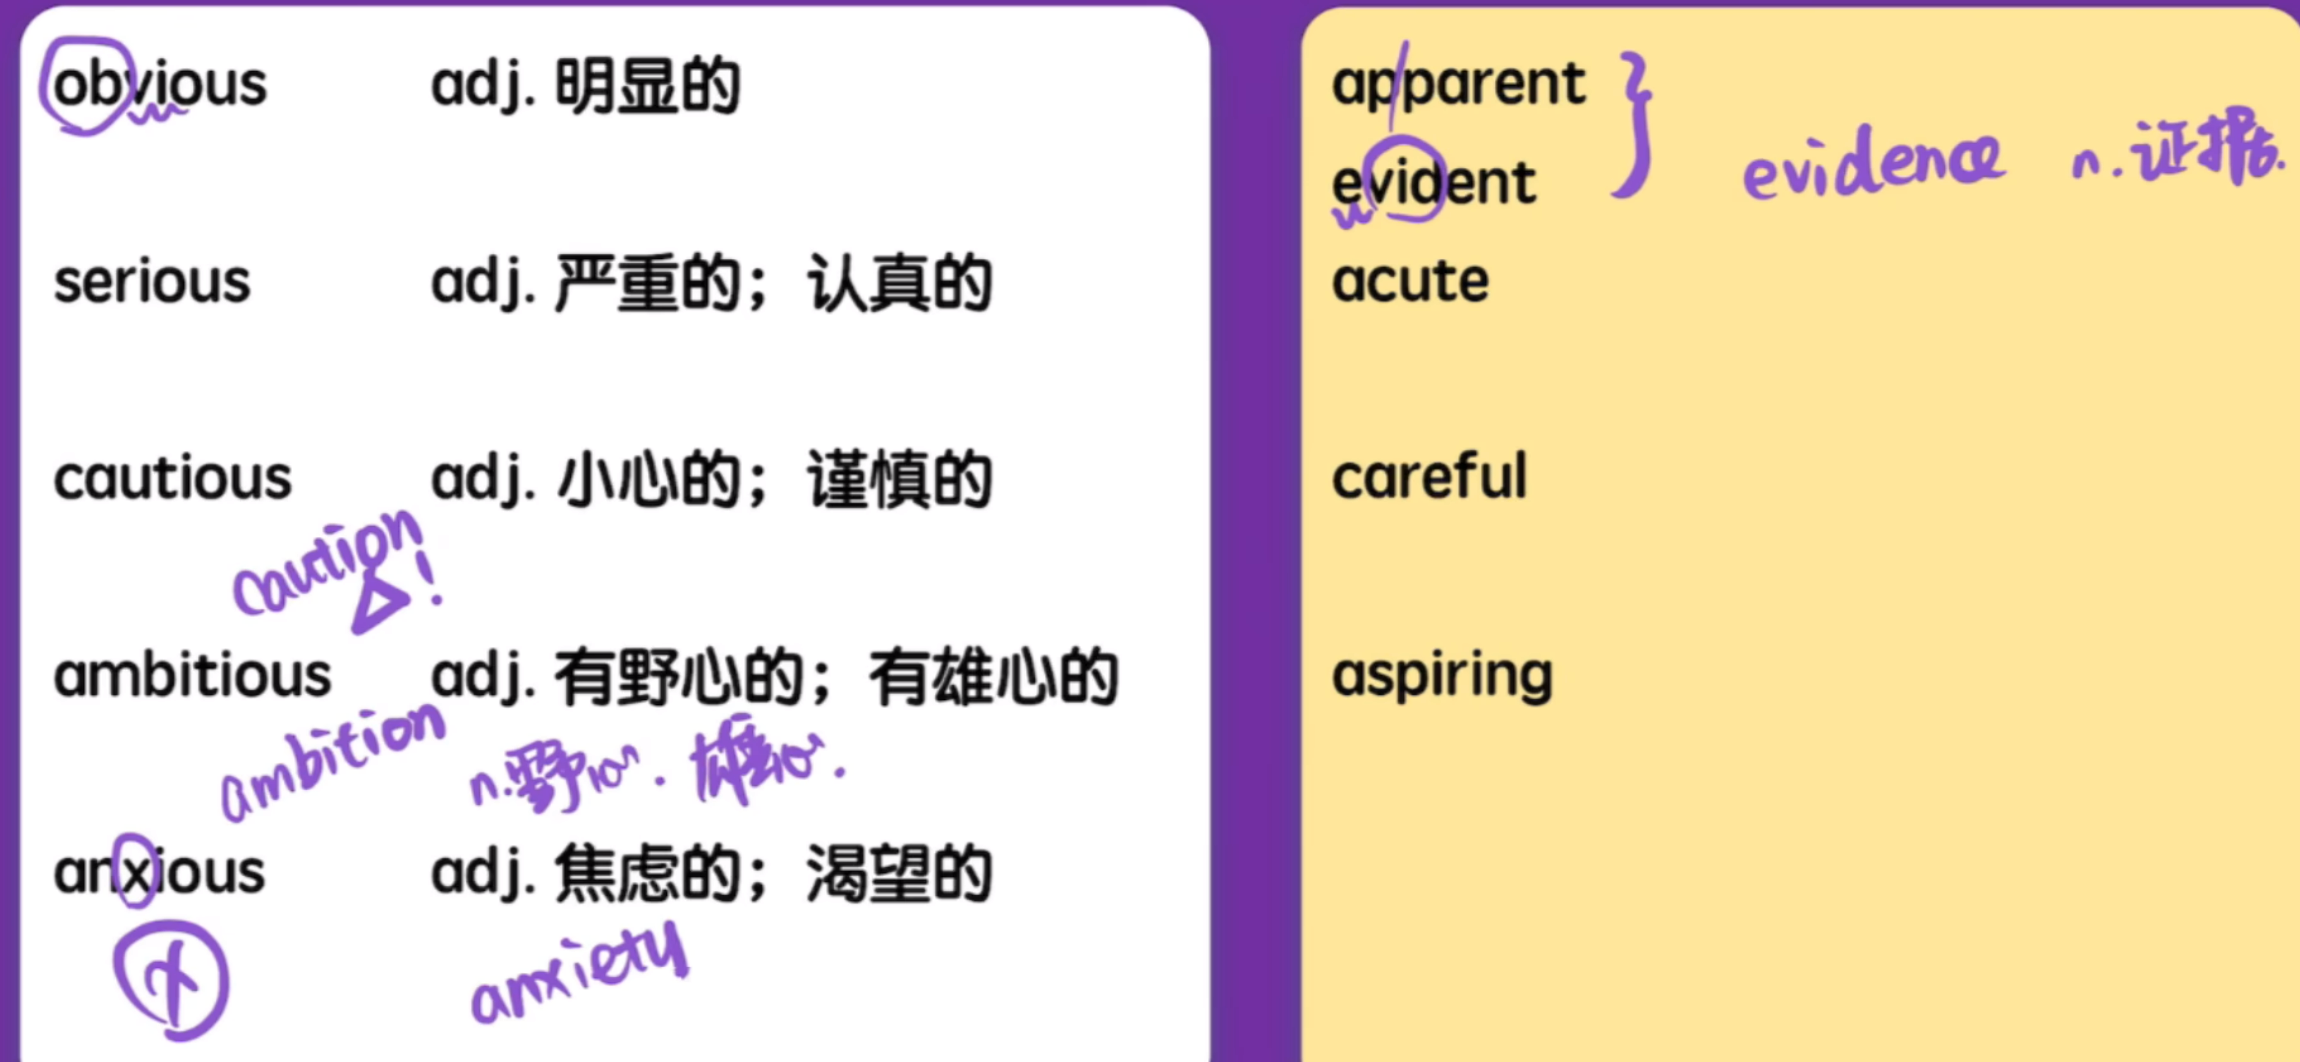 obvious adj. 明显的 apparent
evident evidence n. 证据.
serious adj. 严重的；认真的 acute
cautious adj. 小心的；谨慎的 careful
caution
!
ambitious adj. 有野心的；有雄心的 aspiring
ambition n. 野心. 雄心.
anxious adj. 焦虑的；渴望的
anxiety